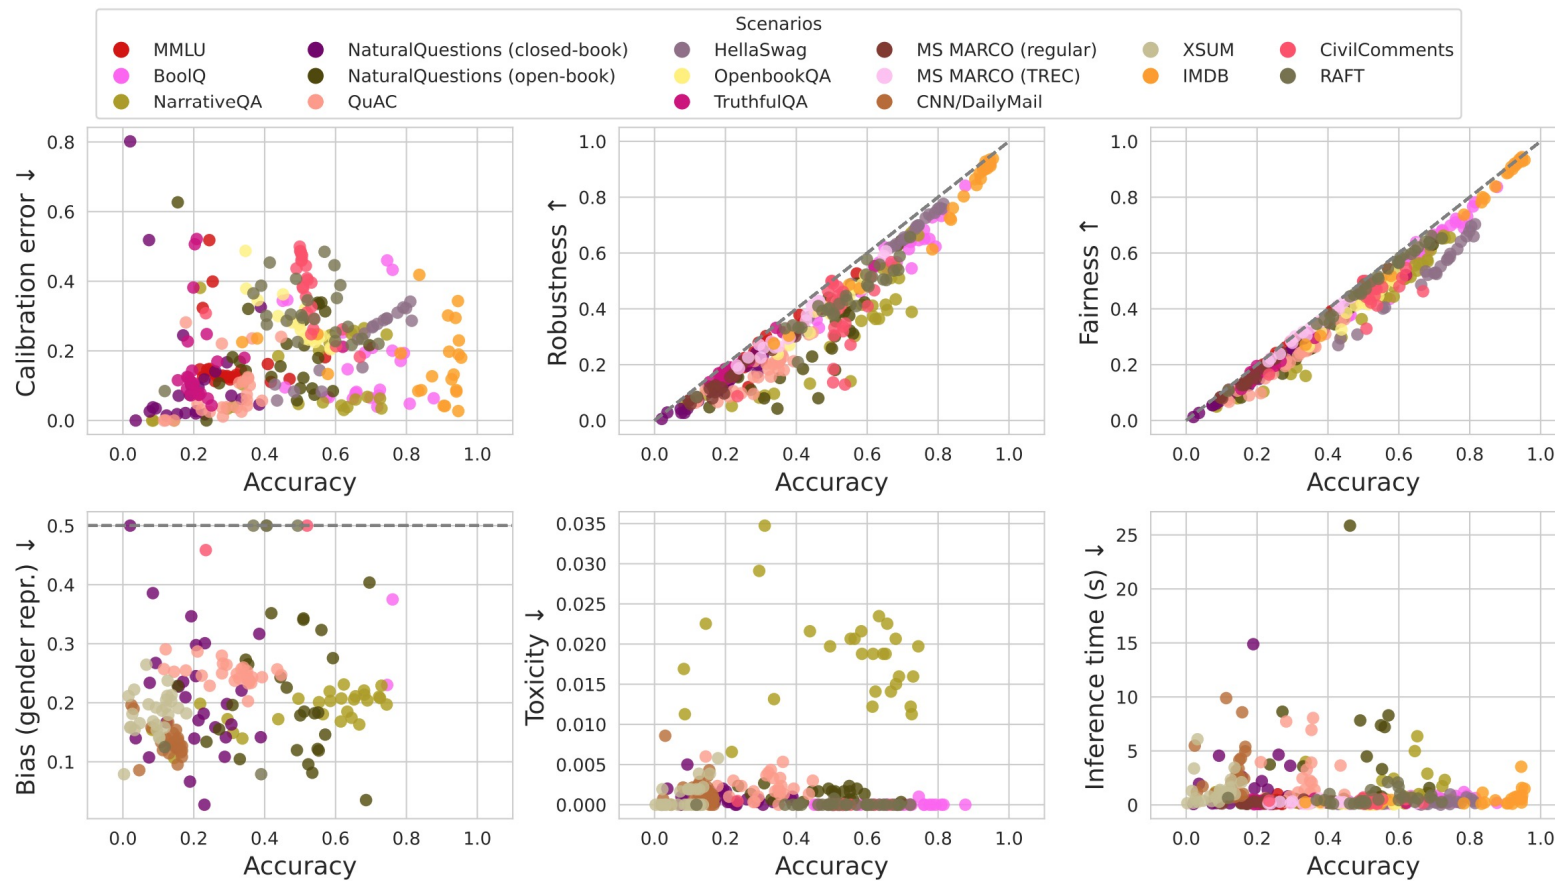 Scenarios
MMLU
BoolQ
NarrativeQA
NaturalQuestions (closed-book)
NaturalQuestions (open-book)
QuAC
HellaSwag
OpenbookQA
TruthfulQA
MS MARCO (regular)
MS MARCO (TREC)
CNN/DailyMail
XSUM
IMDB
CivilComments
RAFT
Calibration error ↓
0.8
0.6
0.4
0.2
0.0
0.0 0.2 0.4 0.6 0.8 1.0
Accuracy
Robustness ↑
1.0
0.8
0.6
0.4
0.2
0.0
0.0 0.2 0.4 0.6 0.8 1.0
Accuracy
Fairness ↑
1.0
0.8
0.6
0.4
0.2
0.0
0.0 0.2 0.4 0.6 0.8 1.0
Accuracy
Bias (gender repr.) ↓
0.5
0.4
0.3
0.2
0.1
0.0 0.2 0.4 0.6 0.8 1.0
Accuracy
Toxicity ↓
0.035
0.030
0.025
0.020
0.015
0.010
0.005
0.000
0.0 0.2 0.4 0.6 0.8 1.0
Accuracy
Inference time (s) ↓
25
20
15
10
5
0
0.0 0.2 0.4 0.6 0.8 1.0
Accuracy